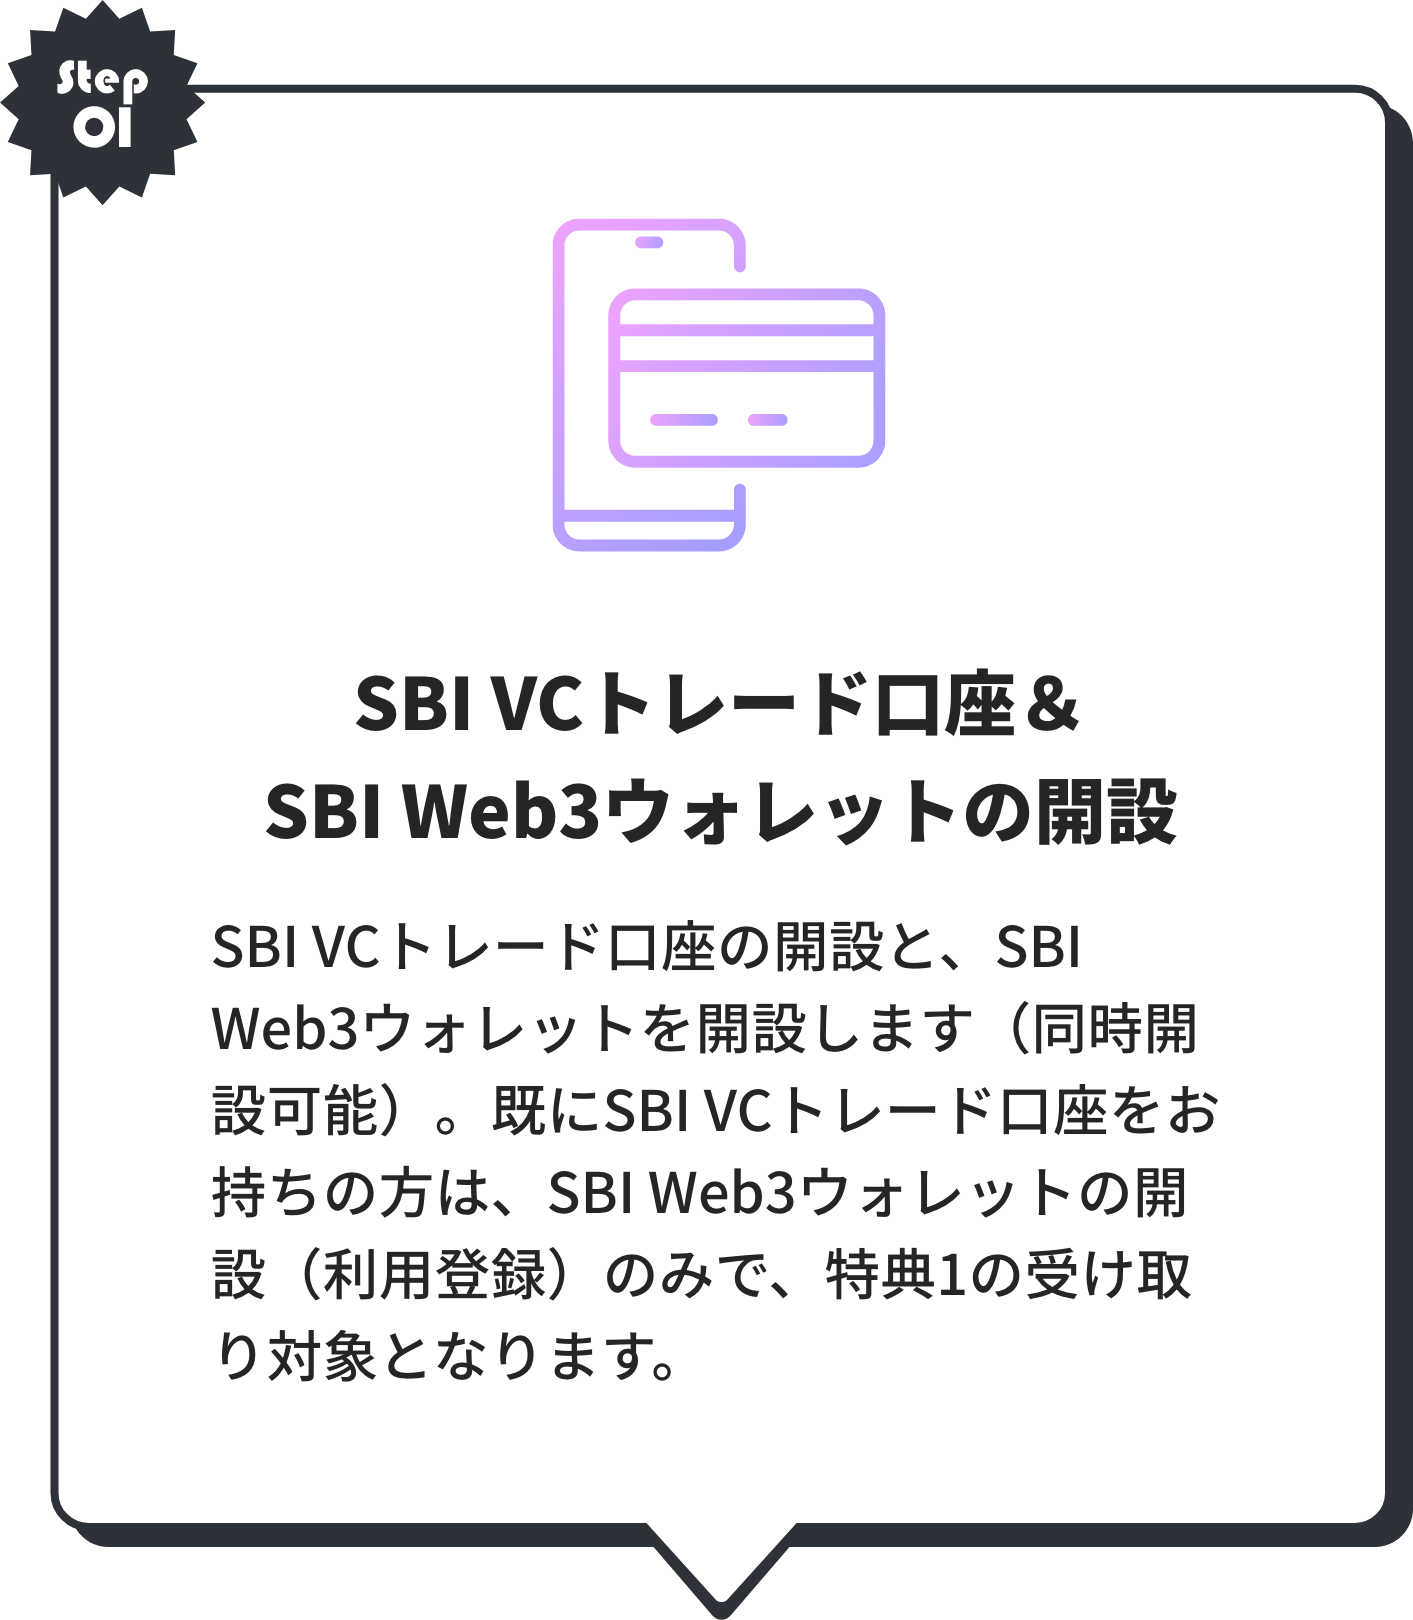 Step
01
SBI VCトレード口座＆
SBI Web3ウォレットの開設
SBI VCトレード口座の開設と、SBI
Web3ウォレットを開設します（同時開
設可能）。既にSBI VCトレード口座をお
持ちの方は、SBI Web3ウォレットの開
設（利用登録）のみで、特典1の受け取
り対象となります。